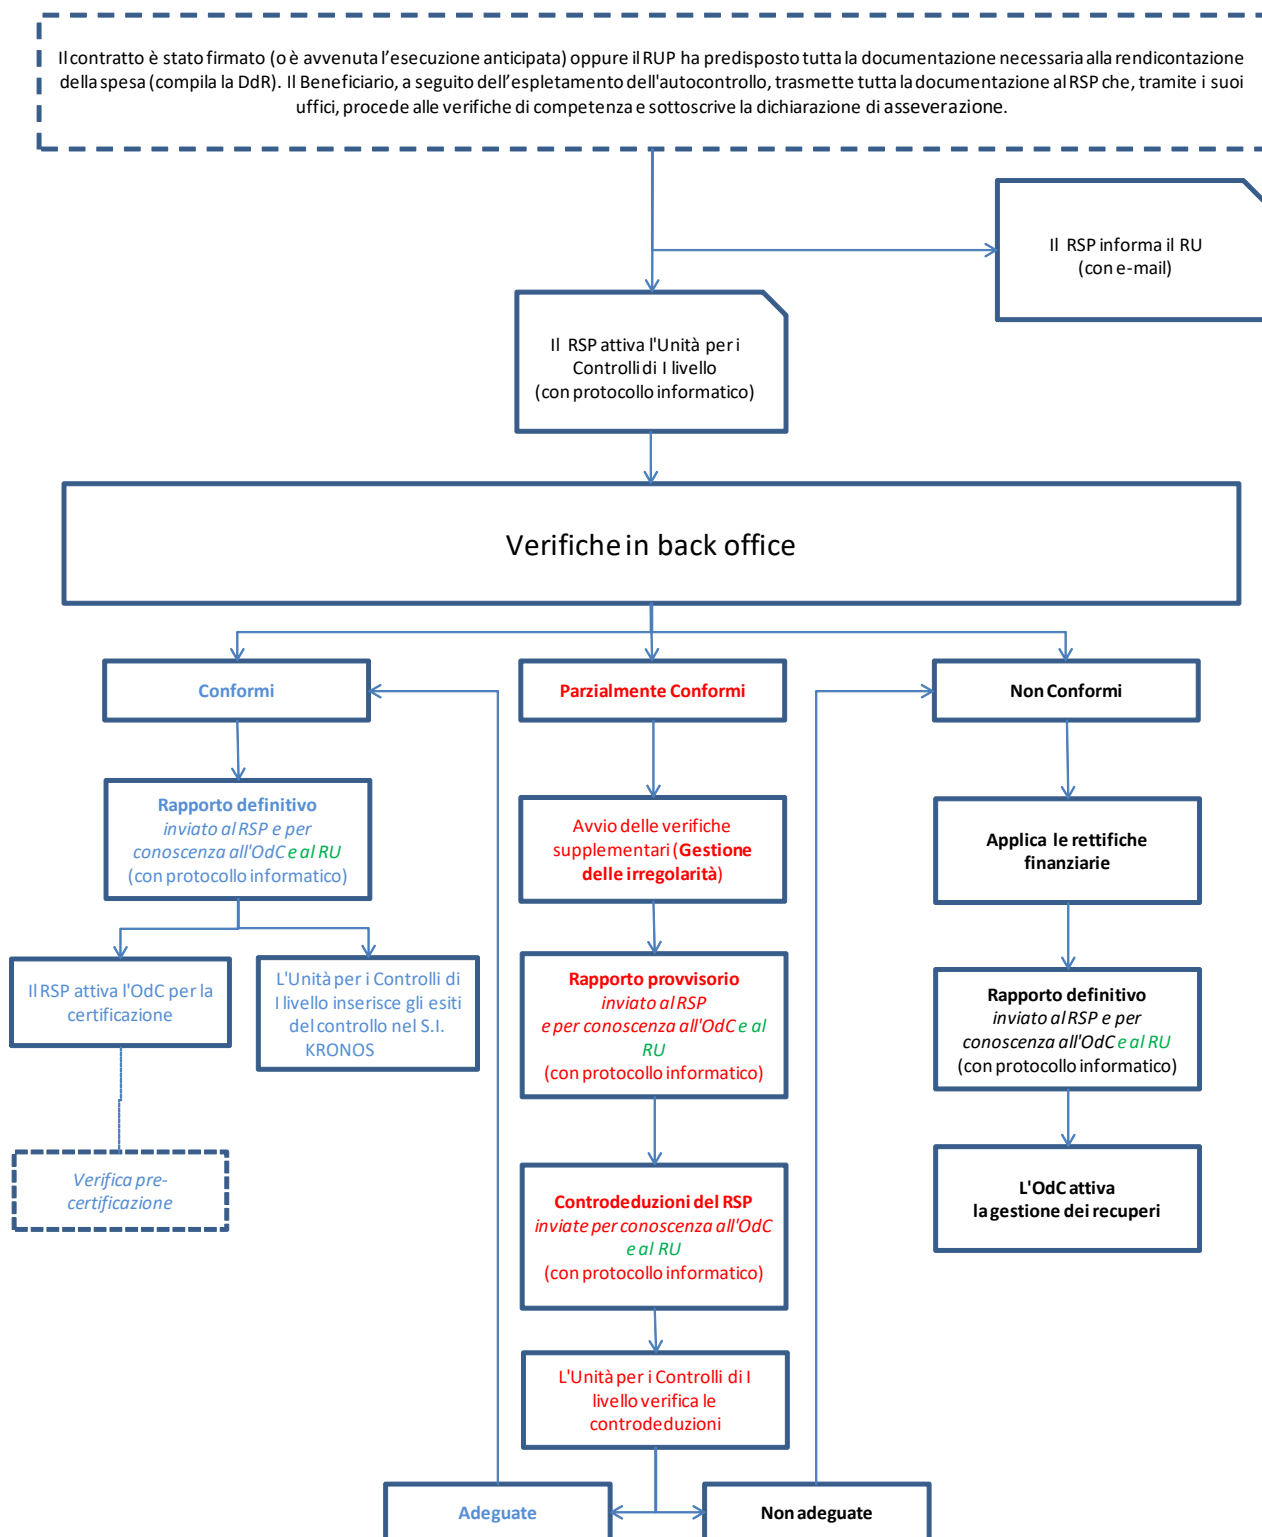 Il contratto è stato firmato (o è avvenuta l'esecuzione anticipata) oppure il RUP ha predisposto tutta la documentazione necessaria alla rendicontazione
della spesa (compila la DdR). Il Beneficiario, a seguito dell'espletamento dell'autocontrollo, trasmette tutta la documentazione al RSP che, tramite i suoi
uffici, procede alle verifiche di competenza e sottoscrive la dichiarazione di asseverazione.
Il RSP informa il RU
(con e-mail)
Il RSP attiva l'Unità per i
Controlli di I livello
(con protocollo informatico)
Verifiche in back office
Conformi
Parzialmente Conformi
Non Conformi
Rapporto definitivo
inviato al RSP e per
conoscenza all'OdC e al RU
(con protocollo informatico)
Avvio delle verifiche
supplementari (Gestione
delle irregolarità)
Applica le rettifiche
finanziarie
Il RSP attiva l'OdC per la
certificazione
L'Unità per i Controlli di
I livello inserisce gli esiti
del controllo nel S.I.
KRONOS
Rapporto provvisorio
inviato al RSP
e per conoscenza all'OdC e al
RU
(con protocollo informatico)
Rapporto definitivo
inviato al RSP e per
conoscenza all'OdC e al RU
(con protocollo informatico)
Verifica pre-
certificazione
Controdeduzioni del RSP
inviate per conoscenza all'OdC
e al RU
(con protocollo informatico)
L'OdC attiva
la gestione dei recuperi
L'Unità per i Controlli di I
livello verifica le
controdeduzioni
Adeguate
Non adeguate